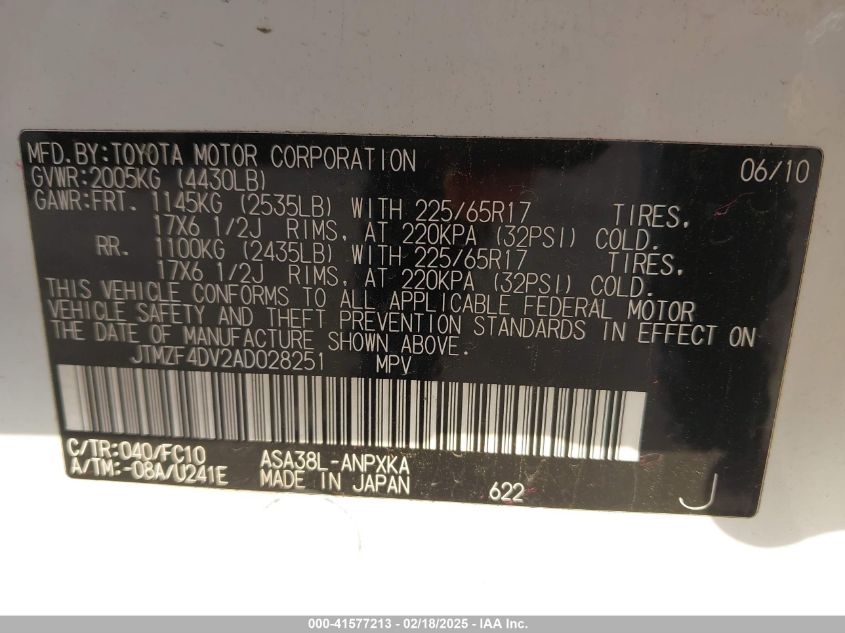 MFD.BY:TOYOTA MOTOR CORPORATION 06/10
GVWR:2005KG (4430LB)
GAWR:FRT. 1145KG (2535LB) WITH 225/65R17 TIRES,
17X6 1/2J RIMS, AT 220KPA (32PSI) COLD.
RR. 1100KG (2435LB) WITH 225/65R17 TIRES,
17X6 1/2J RIMS, AT 220KPA (32PSI) COLD.
THIS VEHICLE CONFORMS TO ALL APPLICABLE FEDERAL MOTOR
VEHICLE SAFETY AND THEFT PREVENTION STANDARDS IN EFFECT ON
THE DATE OF MANUFACTURE SHOWN ABOVE.
JTMZF4DV2AD028251 MPV
C/TR:040/FC10 ASA38L-ANPXKA
A/TM:-08A/U241E MADE IN JAPAN 622 J
000-41577213 - 02/18/2025 - IAA Inc.